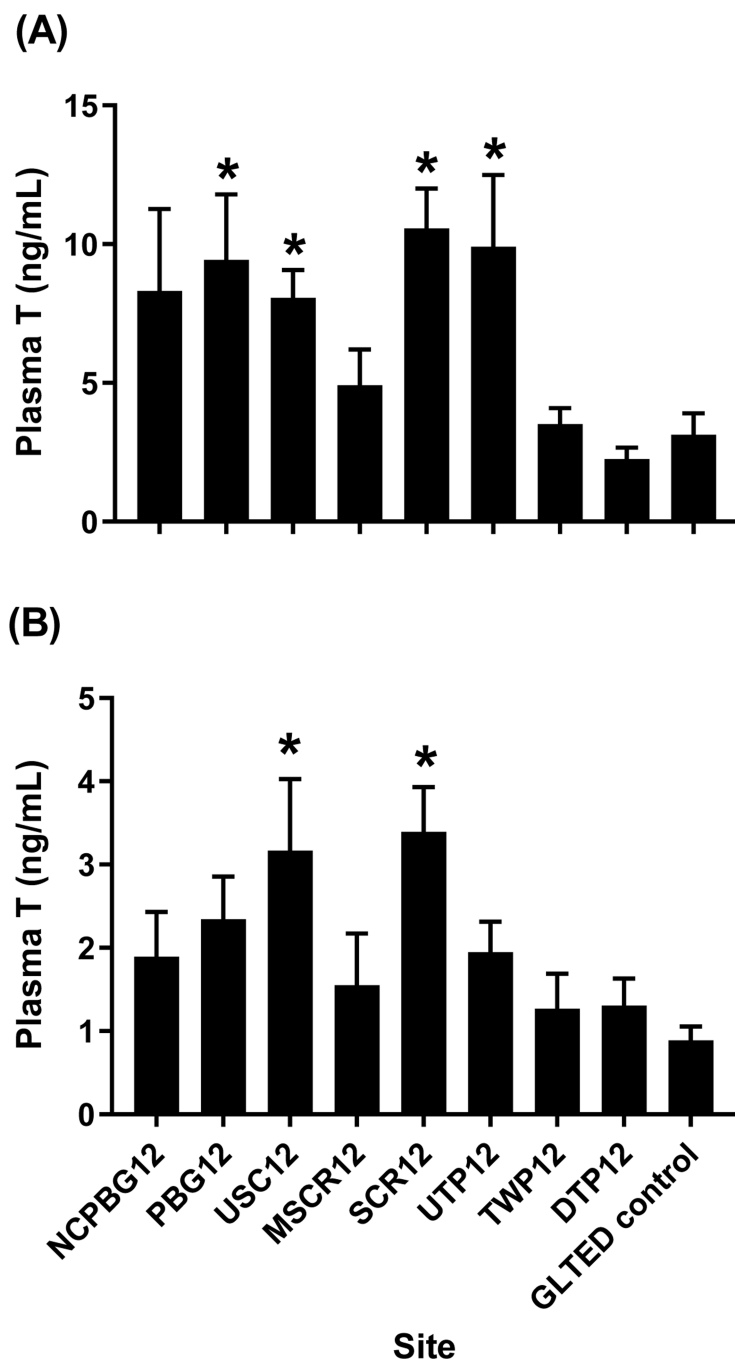 (A)
Plasma T (ng/mL)
15
10
5
0
*
*
*
*
(B)
Plasma T (ng/mL)
5
4
3
2
1
0
*
*
NCPBG12
PBG12
USC12
MSCR12
SCR12
UTP12
TWP12
DTP12
GLTED control
Site